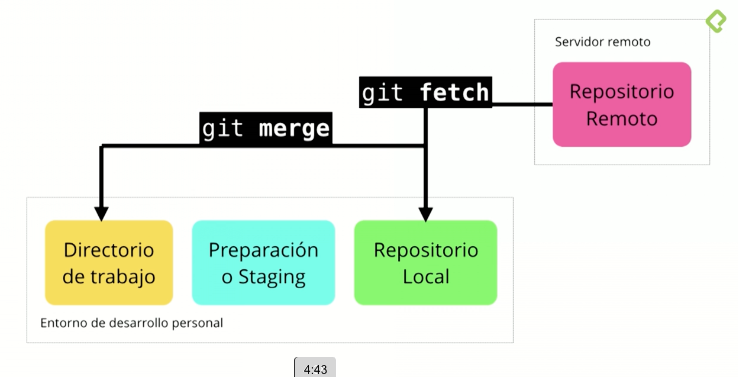 Servidor remoto
Repositorio
Remoto
git fetch
git merge
Directorio
de trabajo
Preparación
o Staging
Repositorio
Local
Entorno de desarrollo personal
4:43